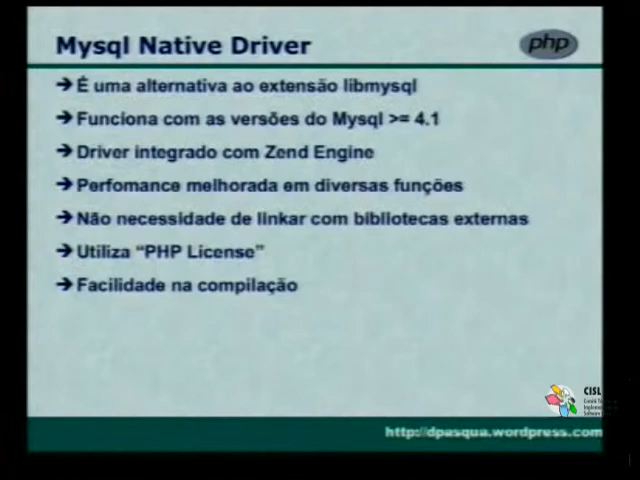 Mysql Native Driver
php
➔ É uma alternativa ao extensão libmysql
➔ Funciona com as versões do Mysql >= 4.1
➔ Driver integrado com Zend Engine
➔ Perfomance melhorada em diversas funções
➔ Não necessidade de linkar com bibliotecas externas
➔ Utiliza “PHP License”
➔ Facilidade na compilação
CISL
http://dpasqua.wordpress.com